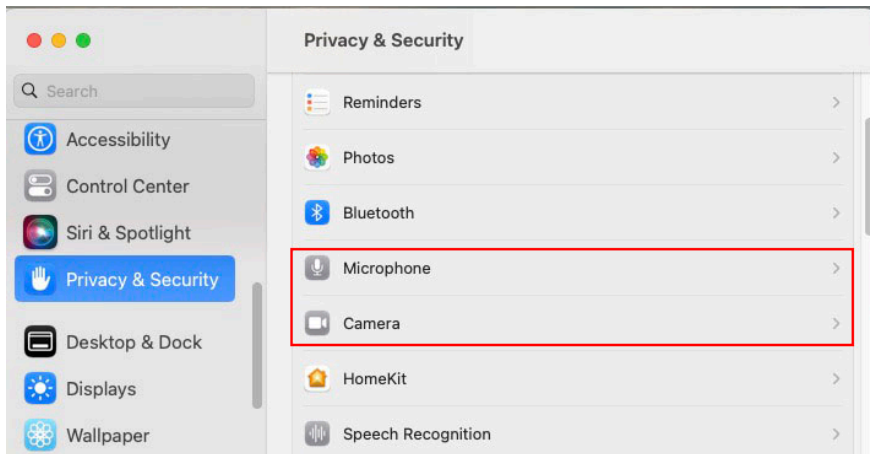 Privacy & Security
Search
Accessibility
Control Center
Siri & Spotlight
Privacy & Security
Desktop & Dock
Displays
Wallpaper
Reminders
Photos
Bluetooth
Microphone
Camera
HomeKit
Speech Recognition